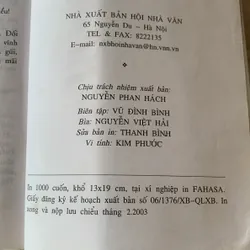 NHÀ XUẤT BẢN HỘI NHÀ VĂN
65 Nguyễn Du - Hà Nội
TEL & FAX: 8222135
E-mail: nxbhoinhavan@hn.vnn.vn
Chịu trách nhiệm xuất bản:
NGUYỄN PHAN HÁCH
Biên tập: VŨ ĐÌNH BÌNH
Bìa: NGUYỄN VIỆT HẢI
Sửa bản in: THANH BÌNH
Vi tính: KIM PHƯỚC
In 1000 cuốn, khổ 13x19 cm, tại xí nghiệp in FAHASA.
Giấy đăng ký kế hoạch xuất bản số 06/1376/XB-QLXB. In
xong và nộp lưu chiểu tháng 2.2003